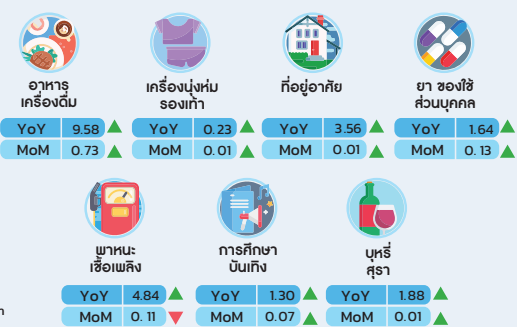 อาหาร
เครื่องดื่ม
YoY 9.58
MoM 0.73
เครื่องนุ่งห่ม
รองเท้า
YoY 0.23
MoM 0.01
ที่อยู่อาศัย
YoY 3.56
MoM 0.01
ยา ของใช้
ส่วนบุคคล
YoY 1.64
MoM 0.13
พาหนะ
เชื้อเพลิง
YoY 4.84
MoM 0.11
การศึกษา
บันเทิง
YoY 1.30
MoM 0.07
บุหรี่
สุรา
YoY 1.88
MoM 0.01